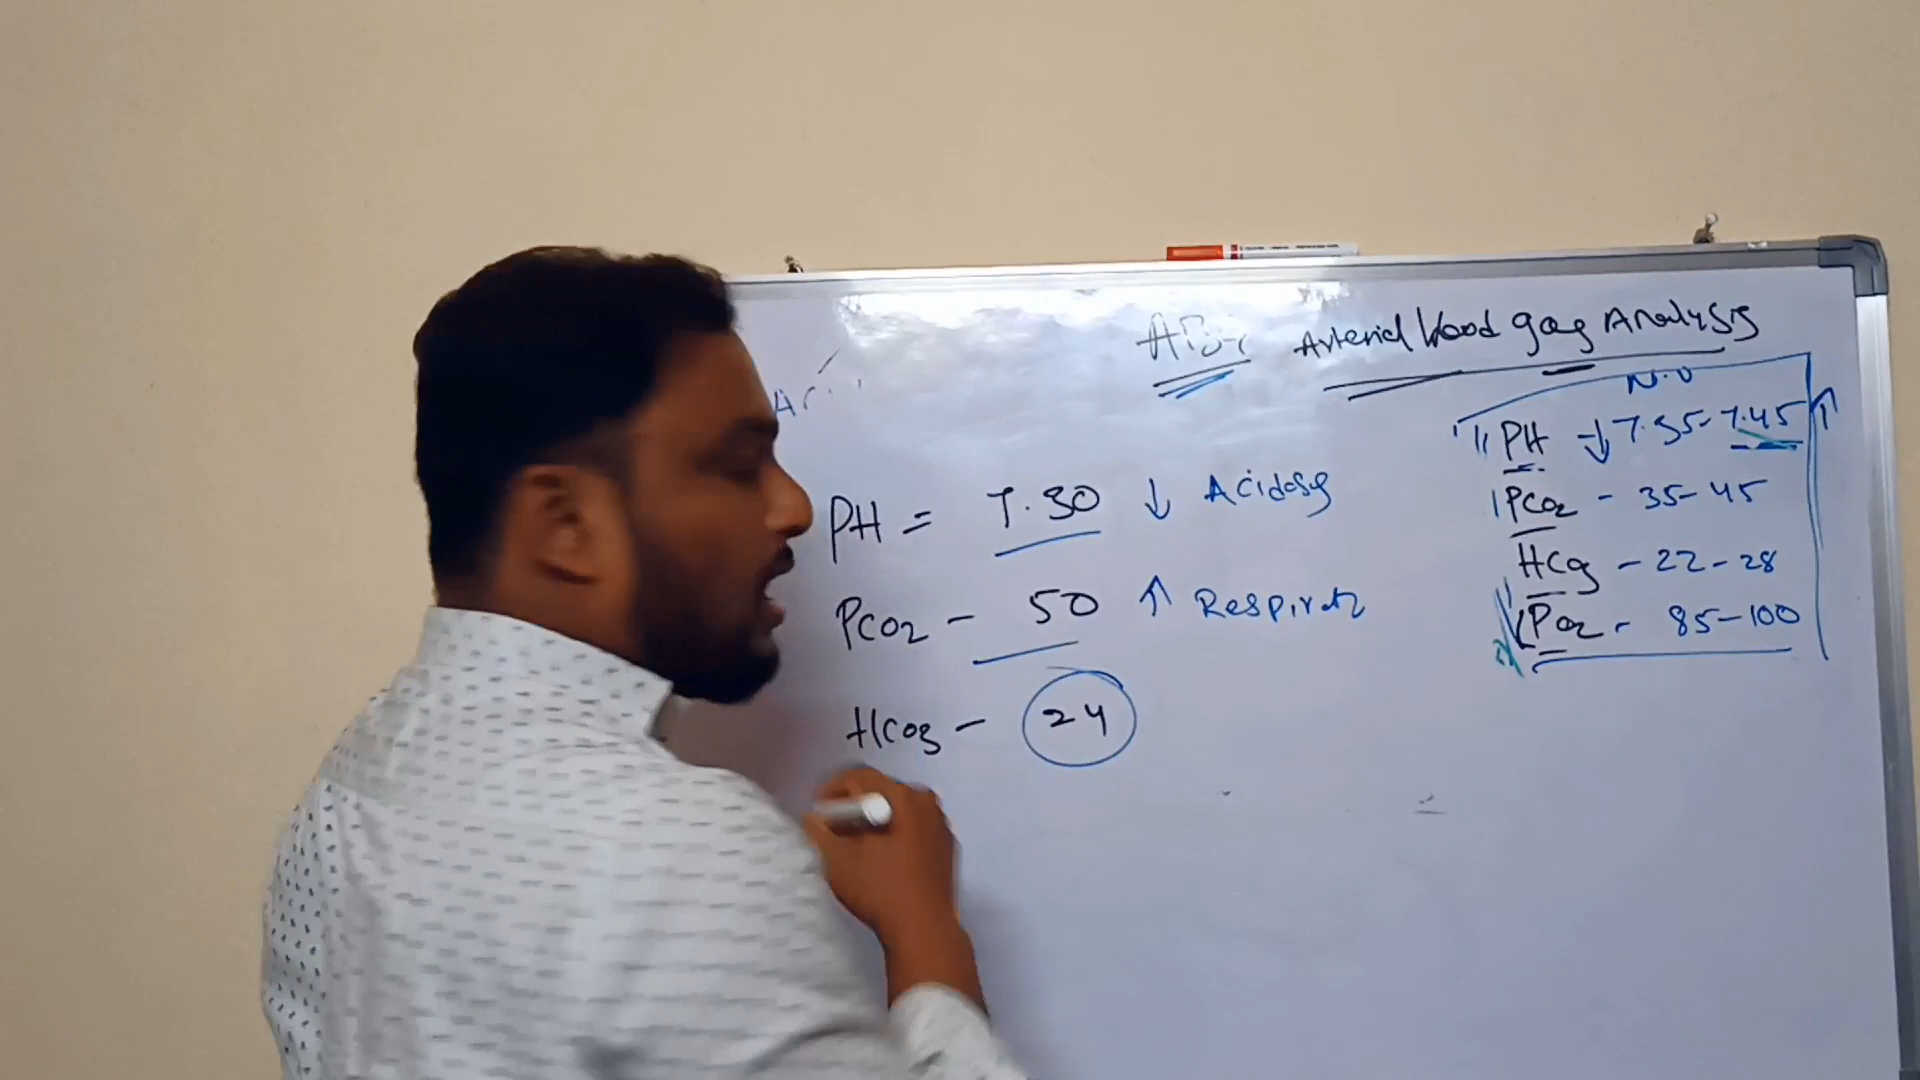 ABG Arterial blood gas Analysis
N.V
PH ↓ 7.35-7.45 ↑
PCO2 - 35-45
HCO3 - 22-28
PO2 - 85-100
PH = 7.30 ↓ Acidosis
PCO2 - 50 ↑
HCO3 - 24